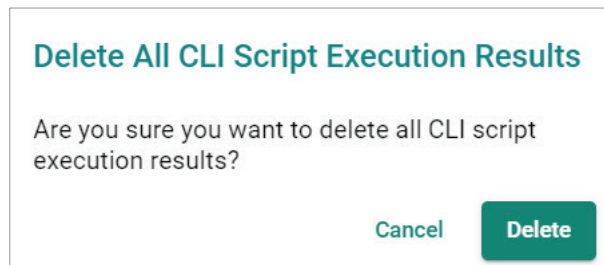 Delete All CLI Script Execution Results
Are you sure you want to delete all CLI script
execution results?
Cancel Delete